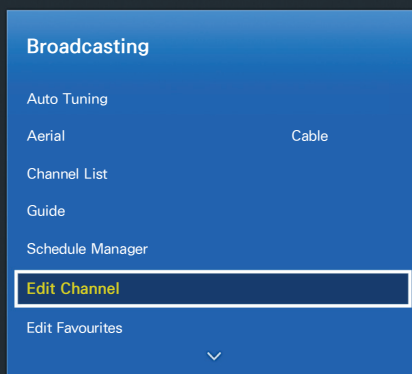 Broadcasting
Auto Tuning
Aerial Cable
Channel List
Guide
Schedule Manager
Edit Channel
Edit Favourites